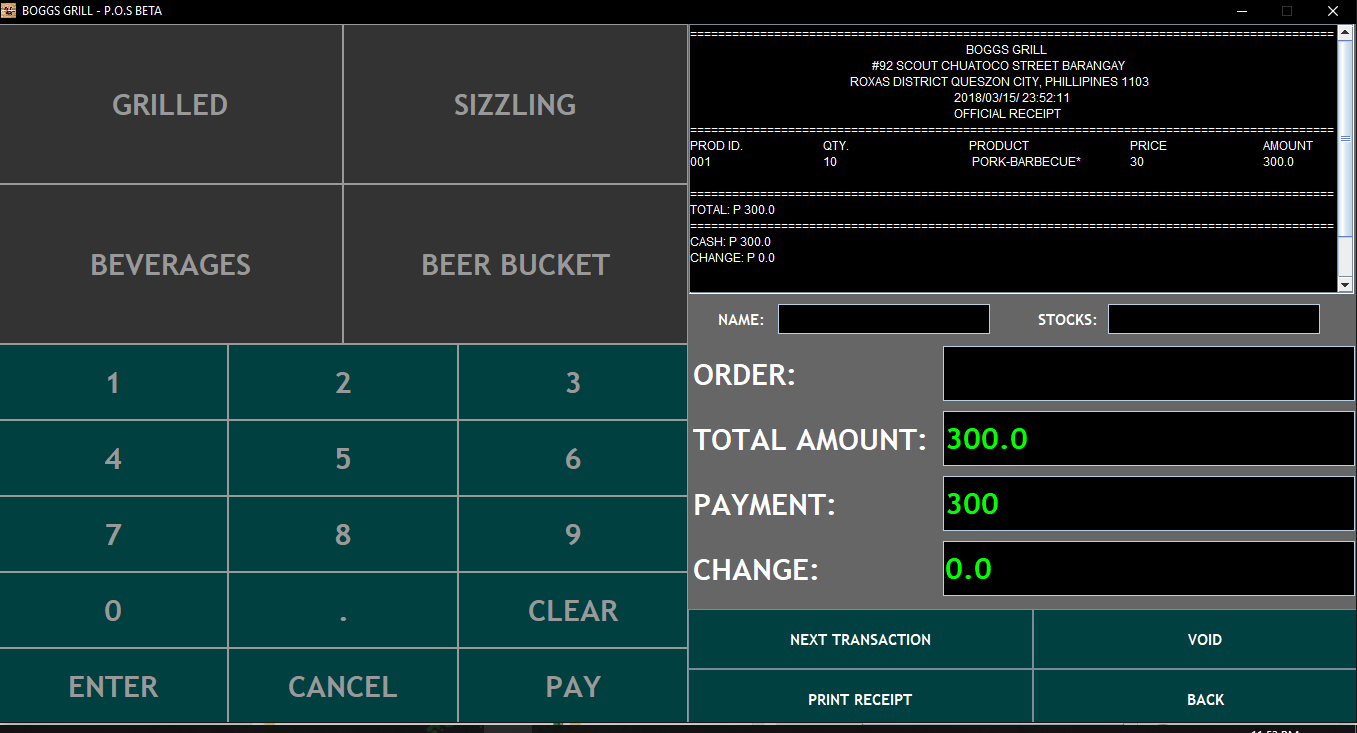 BOGGS GRILL - P.O.S BETA
GRILLED
SIZZLING
BEVERAGES
BEER BUCKET
1 2 3
4 5 6
7 8 9
0 . CLEAR
ENTER CANCEL PAY
BOGGS GRILL
#92 SCOUT CHUATOCO STREET BARANGAY
ROXAS DISTRICT QUESZON CITY, PHILLIPINES 1103
2018/03/15/ 23:52:11
OFFICIAL RECEIPT
PROD ID. QTY. PRODUCT PRICE AMOUNT
001 10 PORK-BARBECUE* 30 300.0
TOTAL: P 300.0
CASH: P 300.0
CHANGE: P 0.0
NAME: STOCKS:
ORDER:
TOTAL AMOUNT: 300.0
PAYMENT: 300
CHANGE: 0.0
NEXT TRANSACTION VOID
PRINT RECEIPT BACK